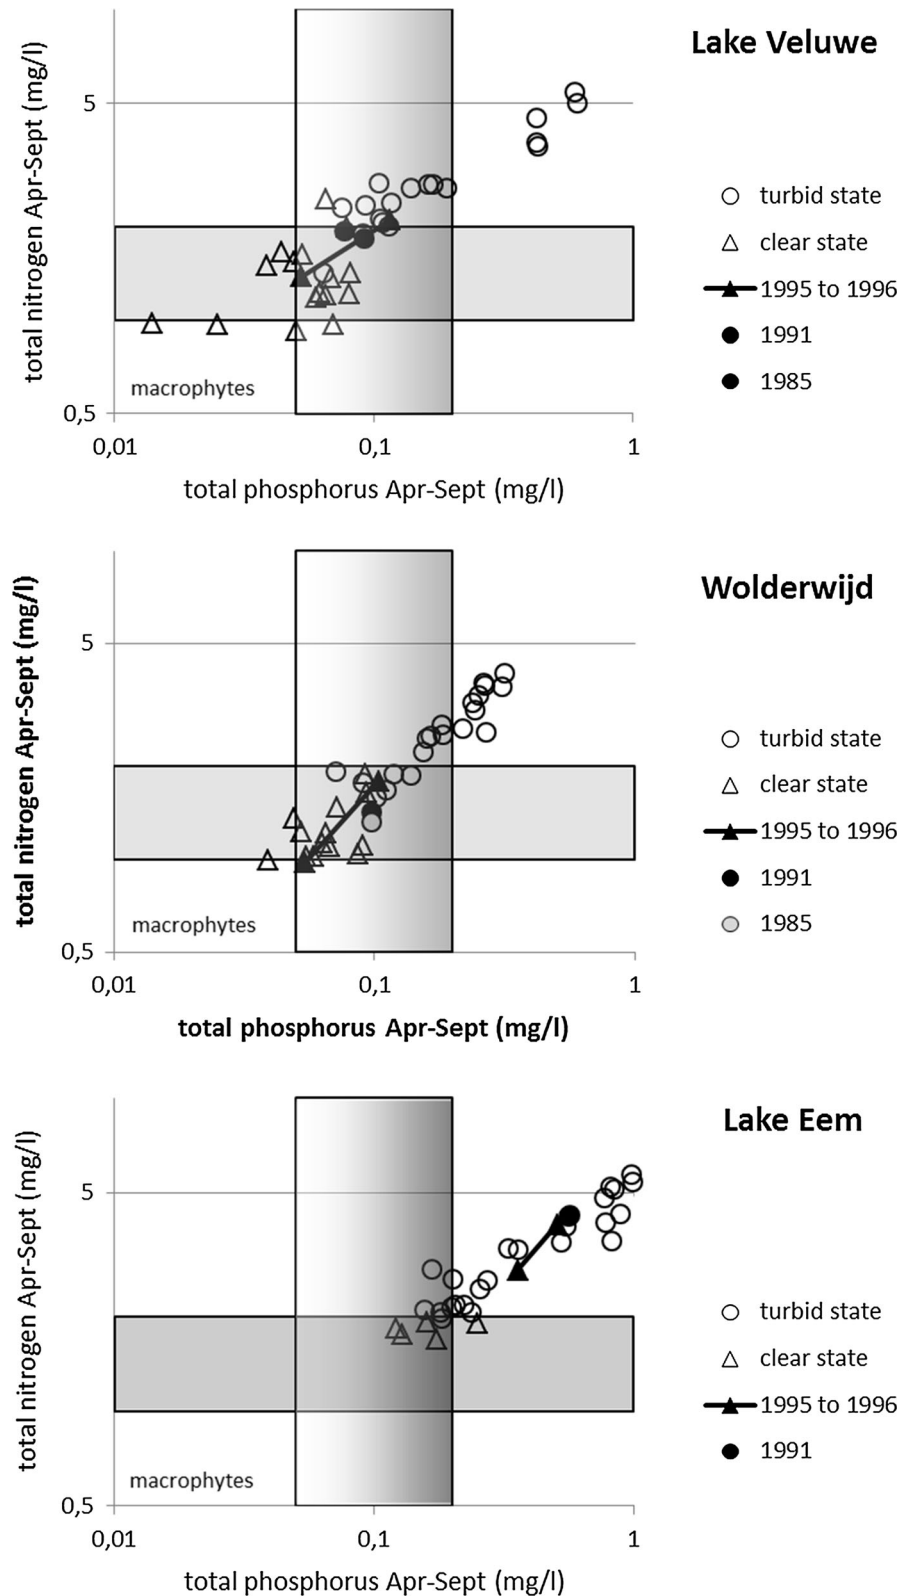 Lake Veluwe
total nitrogen Apr-Sept (mg/l)
5
0,5
macrophytes
0,01
0,1
1
total phosphorus Apr-Sept (mg/l)
turbid state
clear state
1995 to 1996
1991
1985
Wolderwijd
total nitrogen Apr-Sept (mg/l)
5
0,5
macrophytes
0,01
0,1
1
total phosphorus Apr-Sept (mg/l)
turbid state
clear state
1995 to 1996
1991
1985
Lake Eem
total nitrogen Apr-Sept (mg/l)
5
0,5
macrophytes
0,01
0,1
1
total phosphorus Apr-Sept (mg/l)
turbid state
clear state
1995 to 1996
1991